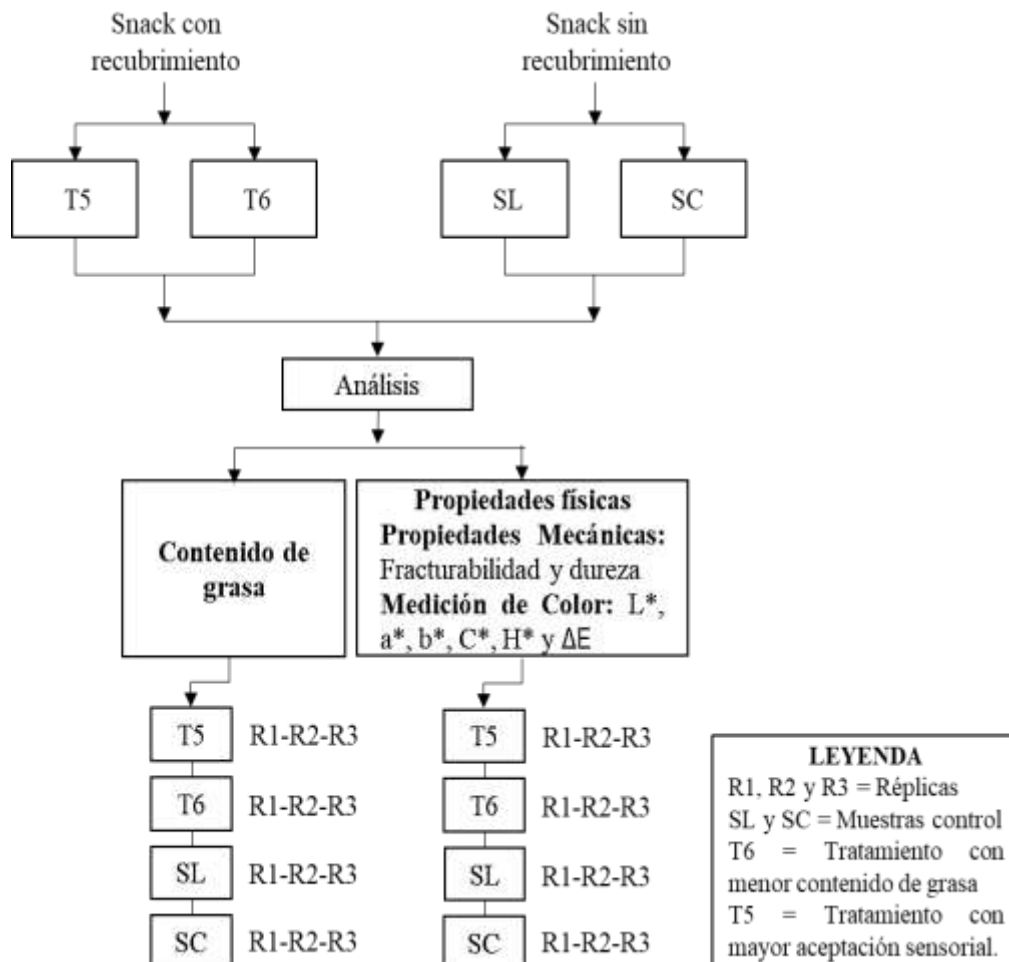 Snack con
recubrimiento
Snack sin
recubrimiento
T5
T6
SL
SC
Análisis
Contenido de
grasa
Propiedades físicas
Propiedades Mecánicas:
Fracturabilidad y dureza
Medición de Color: L*,
a*, b*, C*, H* y ΔE
T5 R1-R2-R3
T6 R1-R2-R3
SL R1-R2-R3
SC R1-R2-R3
T5 R1-R2-R3
T6 R1-R2-R3
SL R1-R2-R3
SC R1-R2-R3
LEYENDA
R1, R2 y R3 = Réplicas
SL y SC = Muestras control
T6 = Tratamiento con
menor contenido de grasa
T5 = Tratamiento con
mayor aceptación sensorial.